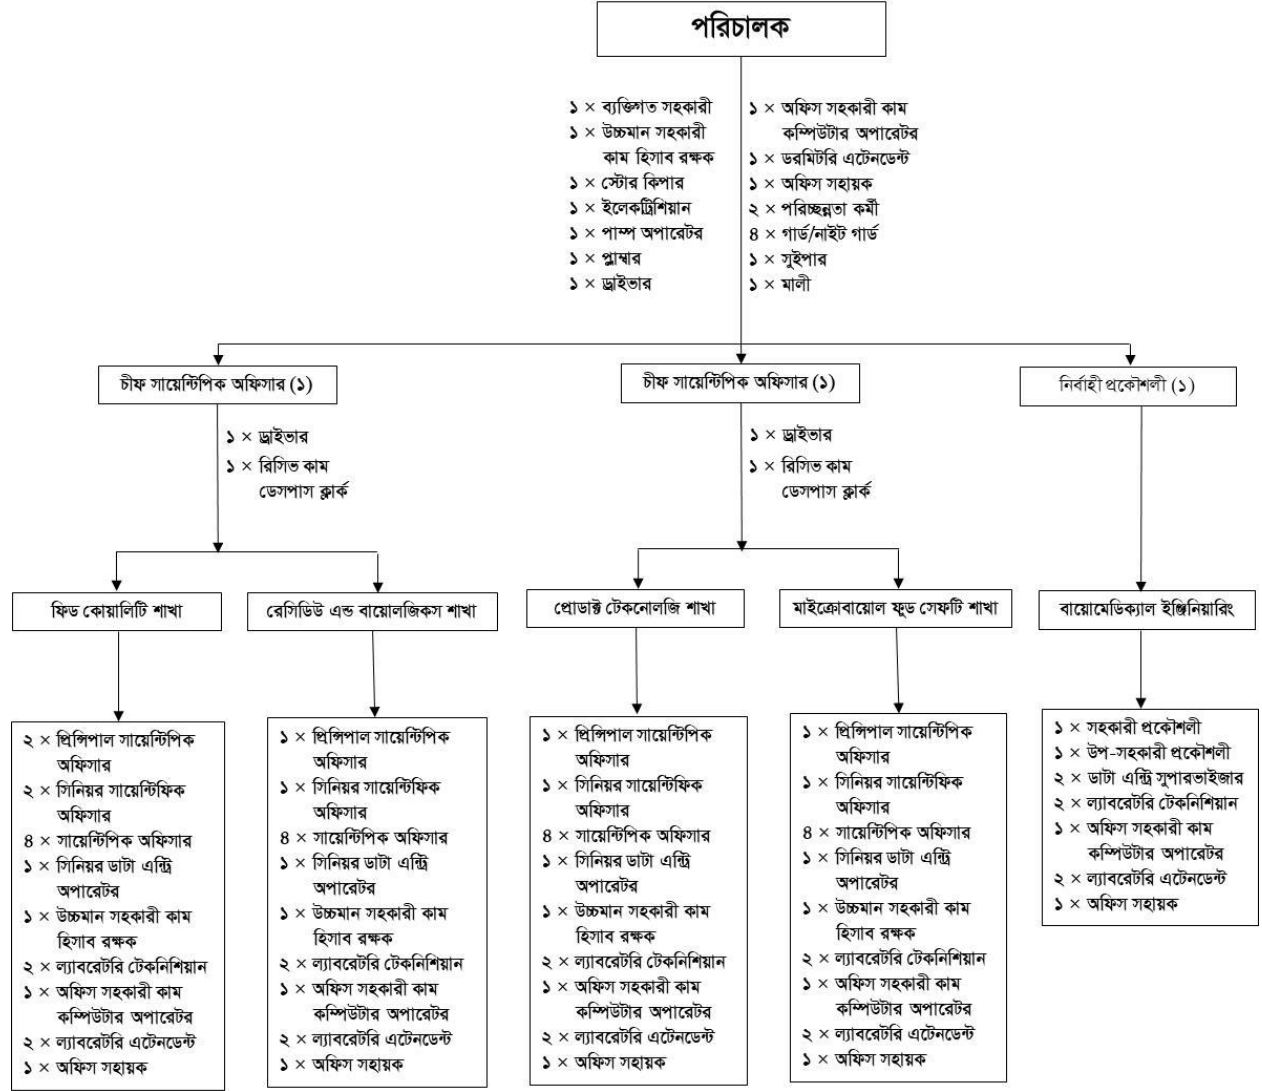 পরিচালক
১ × ব্যক্তিগত সহকারী
১ × উচ্চমান সহকারী
কাম হিসাব রক্ষক
১ × স্টোর কিপার
১ × ইলেকট্রিশিয়ান
১ × পাম্প অপারেটর
১ × প্লাম্বার
১ × ড্রাইভার
১ × অফিস সহকারী কাম
কম্পিউটার অপারেটর
১ × ডরমিটরি এটেনডেন্ট
১ × অফিস সহায়ক
২ × পরিচ্ছন্নতা কর্মী
৪ × গার্ড/নাইট গার্ড
১ × সুইপার
১ × মালী
চীফ সায়েন্টিপিক অফিসার (১)
১ × ড্রাইভার
১ × রিসিভ কাম
ডেসপাস ক্লার্ক
চীফ সায়েন্টিপিক অফিসার (১)
১ × ড্রাইভার
১ × রিসিভ কাম
ডেসপাস ক্লার্ক
নির্বাহী প্রকৌশলী (১)
ফিড কোয়ালিটি শাখা
রেসিডিউ এন্ড বায়োলজিকস শাখা
প্রোডাক্ট টেকনোলজি শাখা
মাইক্রোবায়োল ফুড সেফটি শাখা
বায়োমেডিক্যাল ইঞ্জিনিয়ারিং
২ × প্রিন্সিপাল সায়েন্টিপিক
অফিসার
২ × সিনিয়র সায়েন্টিফিক
অফিসার
৪ × সায়েন্টিপিক অফিসার
১ × সিনিয়র ডাটা এন্ট্রি
অপারেটর
১ × উচ্চমান সহকারী কাম
হিসাব রক্ষক
২ × ল্যাবরেটরি টেকনিশিয়ান
১ × অফিস সহকারী কাম
কম্পিউটার অপারেটর
২ × ল্যাবরেটরি এটেনডেন্ট
১ × অফিস সহায়ক
১ × প্রিন্সিপাল সায়েন্টিপিক
অফিসার
১ × সিনিয়র সায়েন্টিফিক
অফিসার
৪ × সায়েন্টিপিক অফিসার
১ × সিনিয়র ডাটা এন্ট্রি
অপারেটর
১ × উচ্চমান সহকারী কাম
হিসাব রক্ষক
২ × ল্যাবরেটরি টেকনিশিয়ান
১ × অফিস সহকারী কাম
কম্পিউটার অপারেটর
২ × ল্যাবরেটরি এটেনডেন্ট
১ × অফিস সহায়ক
১ × প্রিন্সিপাল সায়েন্টিপিক
অফিসার
১ × সিনিয়র সায়েন্টিফিক
অফিসার
৪ × সায়েন্টিপিক অফিসার
১ × সিনিয়র ডাটা এন্ট্রি
অপারেটর
১ × উচ্চমান সহকারী কাম
হিসাব রক্ষক
২ × ল্যাবরেটরি টেকনিশিয়ান
১ × অফিস সহকারী কাম
কম্পিউটার অপারেটর
২ × ল্যাবরেটরি এটেনডেন্ট
১ × অফিস সহায়ক
১ × প্রিন্সিপাল সায়েন্টিপিক
অফিসার
১ × সিনিয়র সায়েন্টিফিক
অফিসার
৪ × সায়েন্টিপিক অফিসার
১ × সিনিয়র ডাটা এন্ট্রি
অপারেটর
১ × উচ্চমান সহকারী কাম
হিসাব রক্ষক
২ × ল্যাবরেটরি টেকনিশিয়ান
১ × অফিস সহকারী কাম
কম্পিউটার অপারেটর
২ × ল্যাবরেটরি এটেনডেন্ট
১ × অফিস সহায়ক
১ × সহকারী প্রকৌশলী
১ × উপ-সহকারী প্রকৌশলী
২ × ডাটা এন্ট্রি সুপারভাইজার
২ × ল্যাবরেটরি টেকনিশিয়ান
১ × অফিস সহকারী কাম
কম্পিউটার অপারেটর
২ × ল্যাবরেটরি এটেনডেন্ট
১ × অফিস সহায়ক